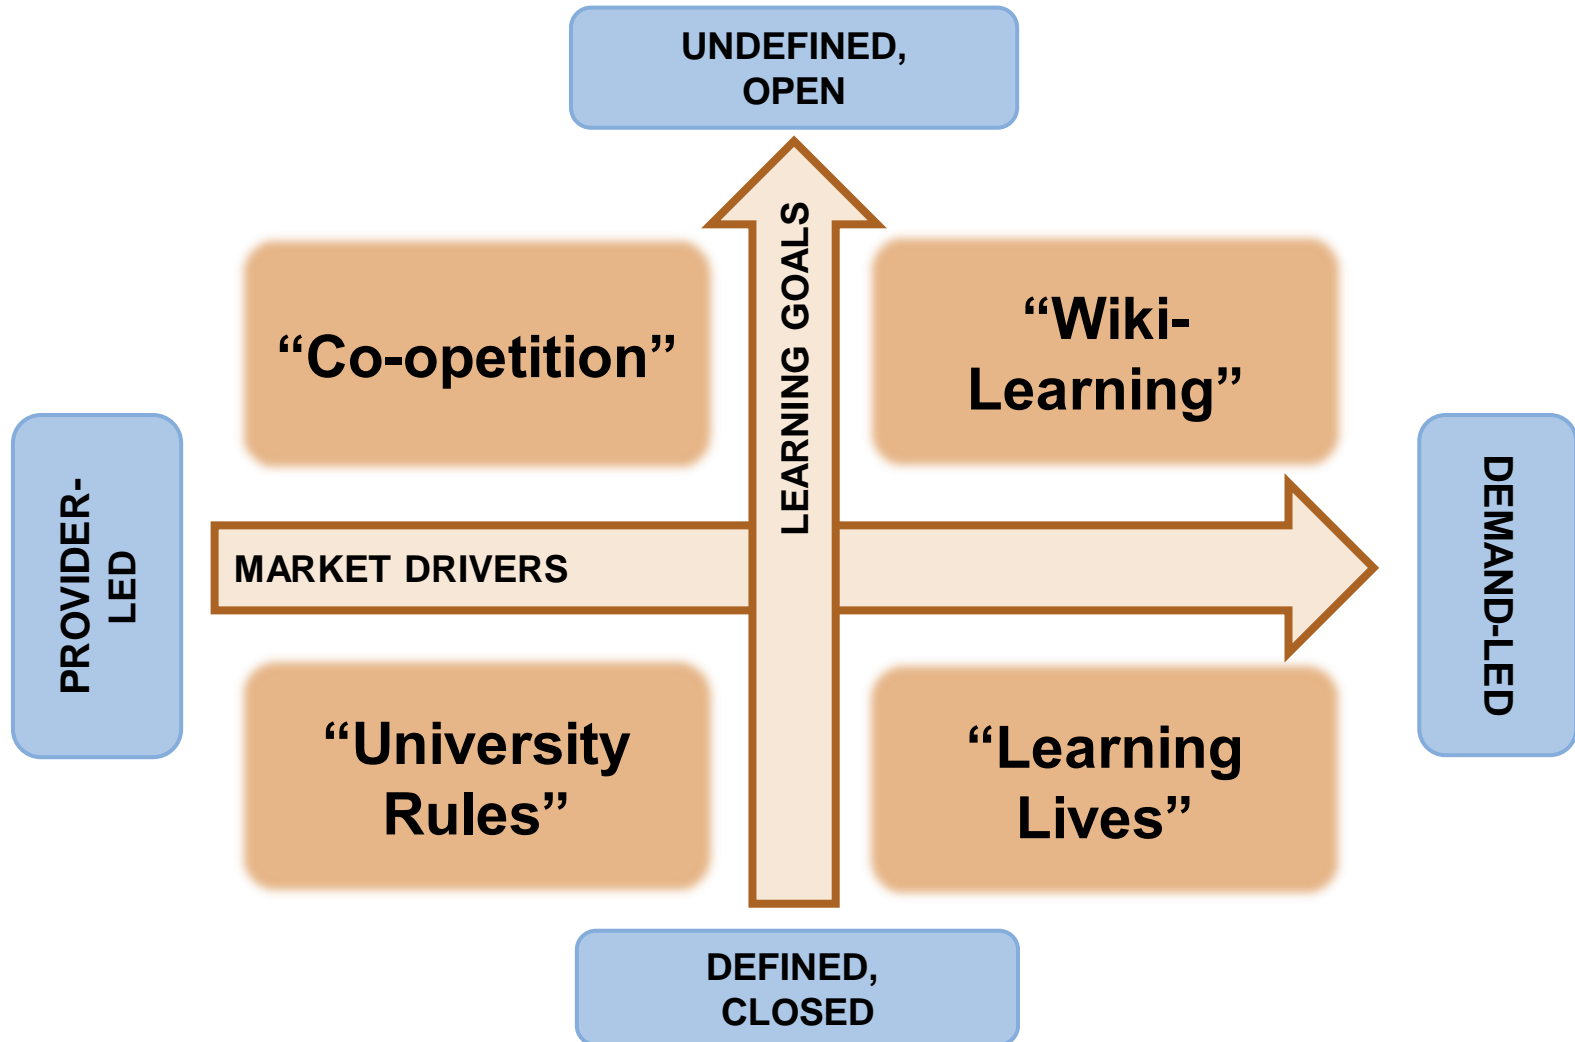 UNDEFINED,
OPEN
LEARNING GOALS
“Co-opetition”
“Wiki-
Learning”
PROVIDER-
LED
MARKET DRIVERS
DEMAND-LED
“University
Rules”
“Learning
Lives”
DEFINED,
CLOSED